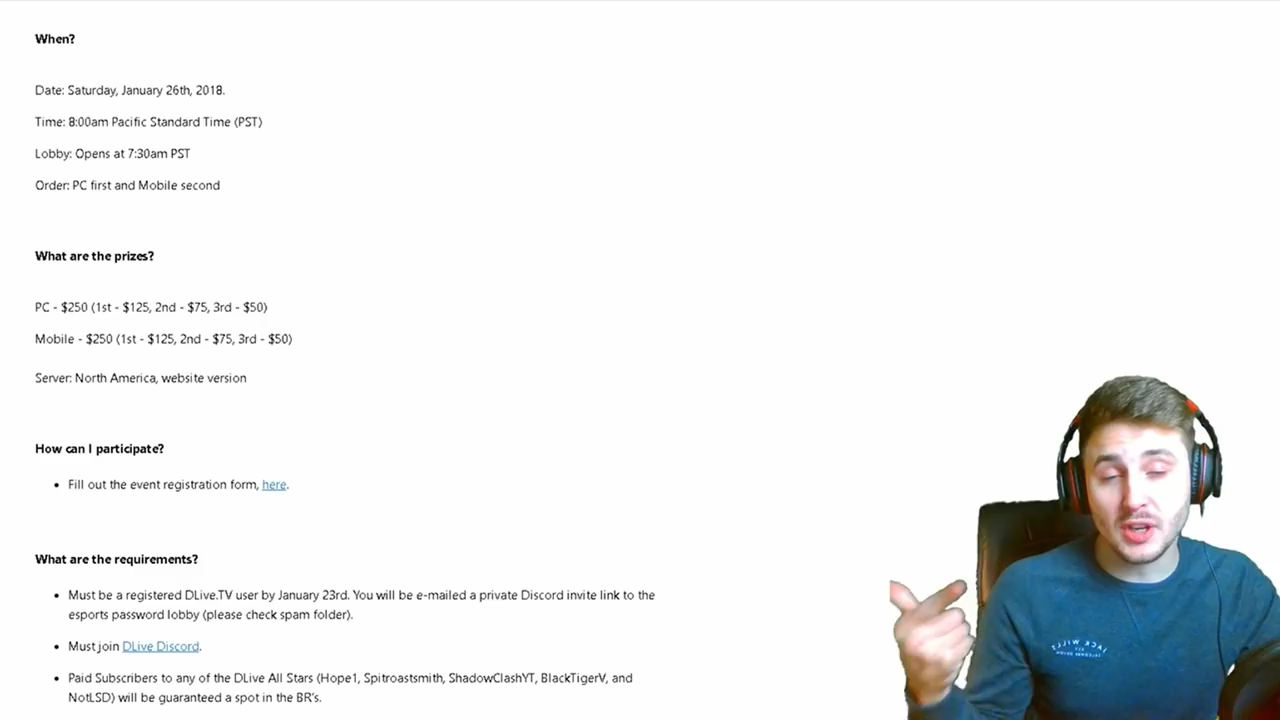 When?
Date: Saturday, January 26th, 2018.
Time: 8:00am Pacific Standard Time (PST)
Lobby: Opens at 7:30am PST
Order: PC first and Mobile second
What are the prizes?
PC - $250 (1st - $125, 2nd - $75, 3rd - $50)
Mobile - $250 (1st - $125, 2nd - $75, 3rd - $50)
Server: North America, website version
How can I participate?
• Fill out the event registration form, here.
What are the requirements?
• Must be a registered DLive.TV user by January 23rd. You will be e-mailed a private Discord invite link to the
esports password lobby (please check spam folder).
• Must join DLive Discord.
• Paid Subscribers to any of the DLive All Stars (Hope1, Spitroastsmith, ShadowClashYT, BlackTigerV, and
NotLSD) will be guaranteed a spot in the BR's.
JACK WILLS